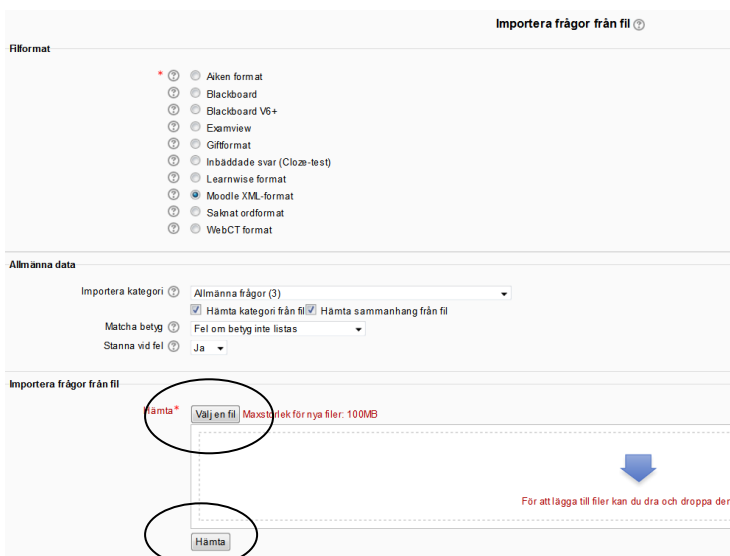 Importera frågor från fil
Filformat
* Aiken format
Blackboard
Blackboard V6+
Examview
Giftformat
Inbäddade svar (Cloze-test)
Learnwise format
Moodle XML-format
Saknat ordformat
WebCT format
Allmänna data
Importera kategori Allmänna frågor (3)
Hämta kategori från fil Hämta sammanhang från fil
Matcha betyg Fel om betyg inte listas
Stanna vid fel Ja
Importera frågor från fil
Hämta* Välj en fil Maxstorlek för nya filer: 100MB
För att lägga till filer kan du dra och droppa der
Hämta